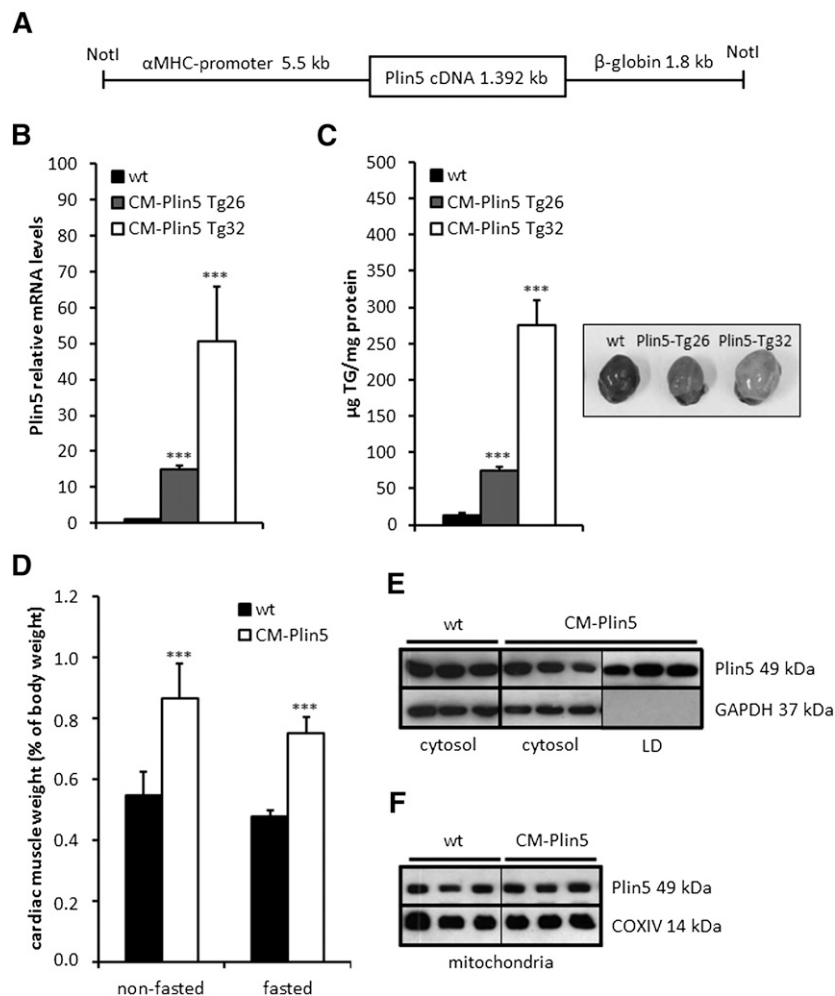 A
NotI
αMHC-promoter 5.5 kb
Plin5 cDNA 1.392 kb
β-globin 1.8 kb
NotI
B
Plin5 relative mRNA levels
100
90
80
70
60
50
40
30
20
10
0
wt
CM-Plin5 Tg26
CM-Plin5 Tg32
***
***
C
µg TG/mg protein
500
450
400
350
300
250
200
150
100
50
0
wt
CM-Plin5 Tg26
CM-Plin5 Tg32
***
***
wt Plin5-Tg26 Plin5-Tg32
D
cardiac muscle weight (% of body weight)
1.2
1.0
0.8
0.6
0.4
0.2
0.0
wt
CM-Plin5
***
***
non-fasted fasted
E
wt CM-Plin5
Plin5 49 kDa
GAPDH 37 kDa
cytosol cytosol LD
F
wt CM-Plin5
Plin5 49 kDa
COXIV 14 kDa
mitochondria